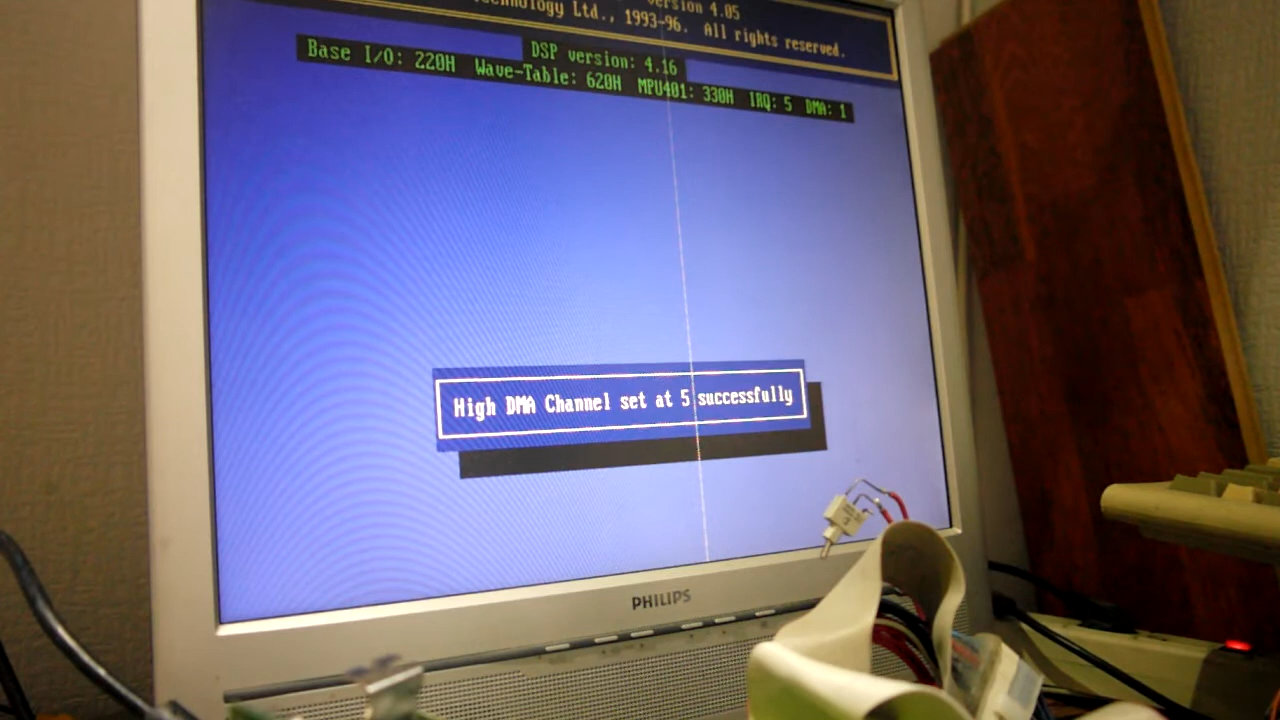 Version 4.05
Technology Ltd., 1993-96. All rights reserved.
DSP version: 4.16
Base I/O: 220H Wave-Table: 620H MPU401: 330H IRQ: 5 DMA: 1
High DMA Channel set at 5 successfully
PHILIPS